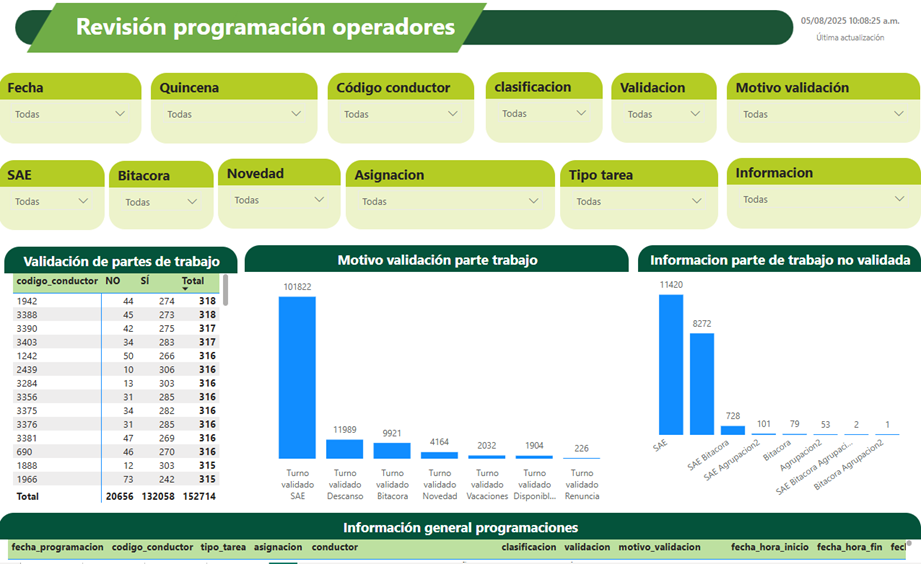 Revisión programación operadores
05/08/2025 10:08:25 a.m.
Última actualización
Fecha
Todas
Quincena
Todas
Código conductor
Todas
clasificacion
Todas
Validacion
Todas
Motivo validación
Todas
SAE
Todas
Bitacora
Todas
Novedad
Todas
Asignacion
Todas
Tipo tarea
Todas
Informacion
Todas
Validación de partes de trabajo
codigo_conductor NO SÍ Total
1942 44 274 318
3388 45 273 318
3390 42 275 317
3403 34 283 317
1242 50 266 316
2439 10 306 316
3284 13 303 316
3356 31 285 316
3375 34 282 316
3376 31 285 316
3381 47 269 316
690 46 270 316
1888 12 303 315
1966 73 242 315
Total 20656 132058 152714
Motivo validación parte trabajo
101822
11989
9921
4164
2032
1904
226
Turno validado SAE
Turno validado Descanso
Turno validado Bitacora
Turno validado Novedad
Turno validado Vacaciones
Turno validado Disponibl...
Turno validado Renuncia
Informacion parte de trabajo no validada
11420
8272
728
101
79
53
2
1
SAE
SAE Bitacora
SAE Agrupacion2
Bitacora
Agrupacion2
SAE Bitacora Agrupaci...
Bitacora Agrupacion2
Información general programaciones
fecha_programacion codigo_conductor tipo_tarea asignacion conductor clasificacion validacion motivo_validacion fecha_hora_inicio fecha_hora_fin fecl